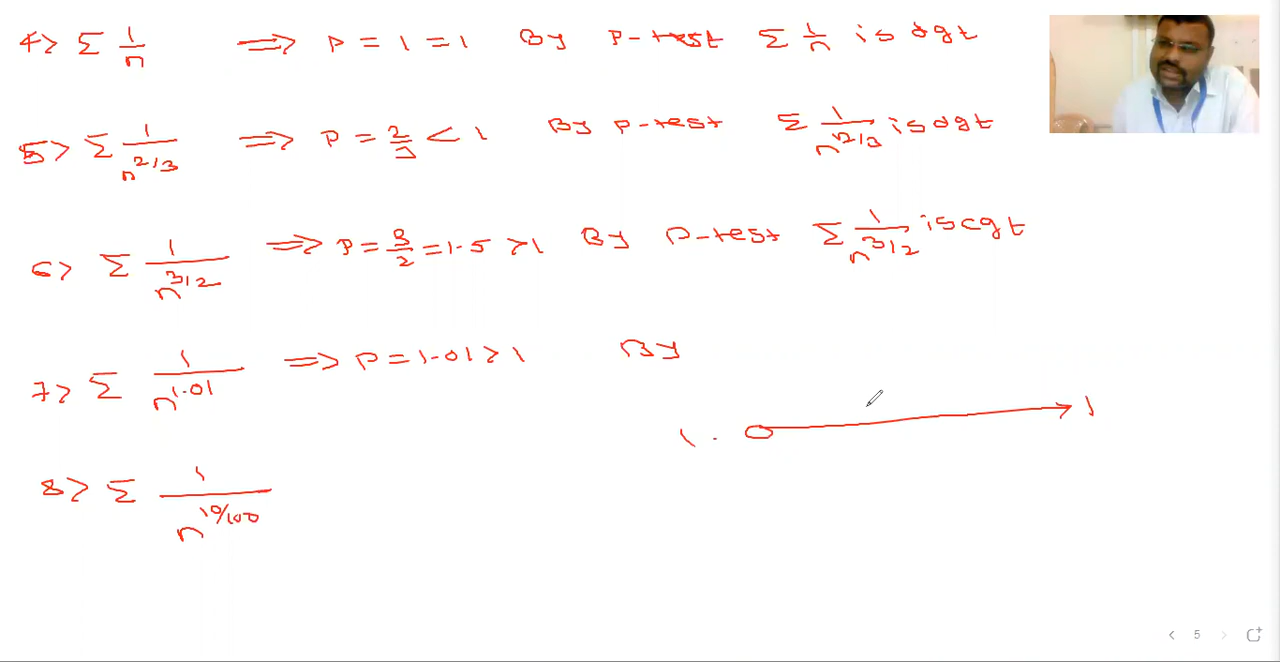 4> Σ 1/n ⟹ P = 1 = 1 By P-test Σ 1/n is dgt
5> Σ 1/n^2/3 ⟹ P = 2/3 < 1 By P-test Σ 1/n^2/3 is dgt
6> Σ 1/n^3/2 ⟹ P = 3/2 = 1.5 > 1 By P-test Σ 1/n^3/2 is cgt
7> Σ 1/n^1.01 ⟹ P = 1.01 > 1 By
1 . 0 → 1
8> Σ 1/n^10/100
5